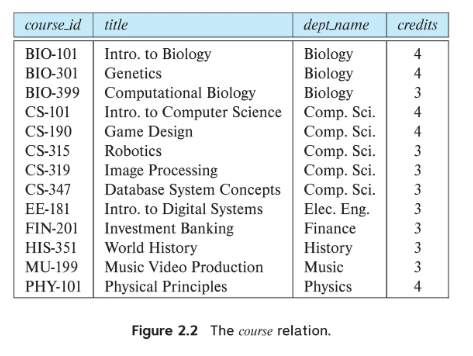 course_id title dept_name credits
BIO-101 Intro. to Biology Biology 4
BIO-301 Genetics Biology 4
BIO-399 Computational Biology Biology 3
CS-101 Intro. to Computer Science Comp. Sci. 4
CS-190 Game Design Comp. Sci. 4
CS-315 Robotics Comp. Sci. 3
CS-319 Image Processing Comp. Sci. 3
CS-347 Database System Concepts Comp. Sci. 3
EE-181 Intro. to Digital Systems Elec. Eng. 3
FIN-201 Investment Banking Finance 3
HIS-351 World History History 3
MU-199 Music Video Production Music 3
PHY-101 Physical Principles Physics 4
Figure 2.2 The course relation.